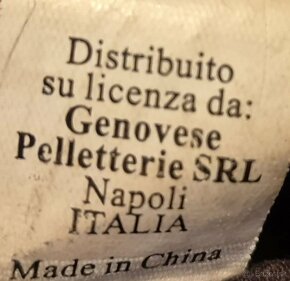 Distribuito
su licenza da:
Genovese
Pelletterie SRL
Napoli
ITALIA
Made in China